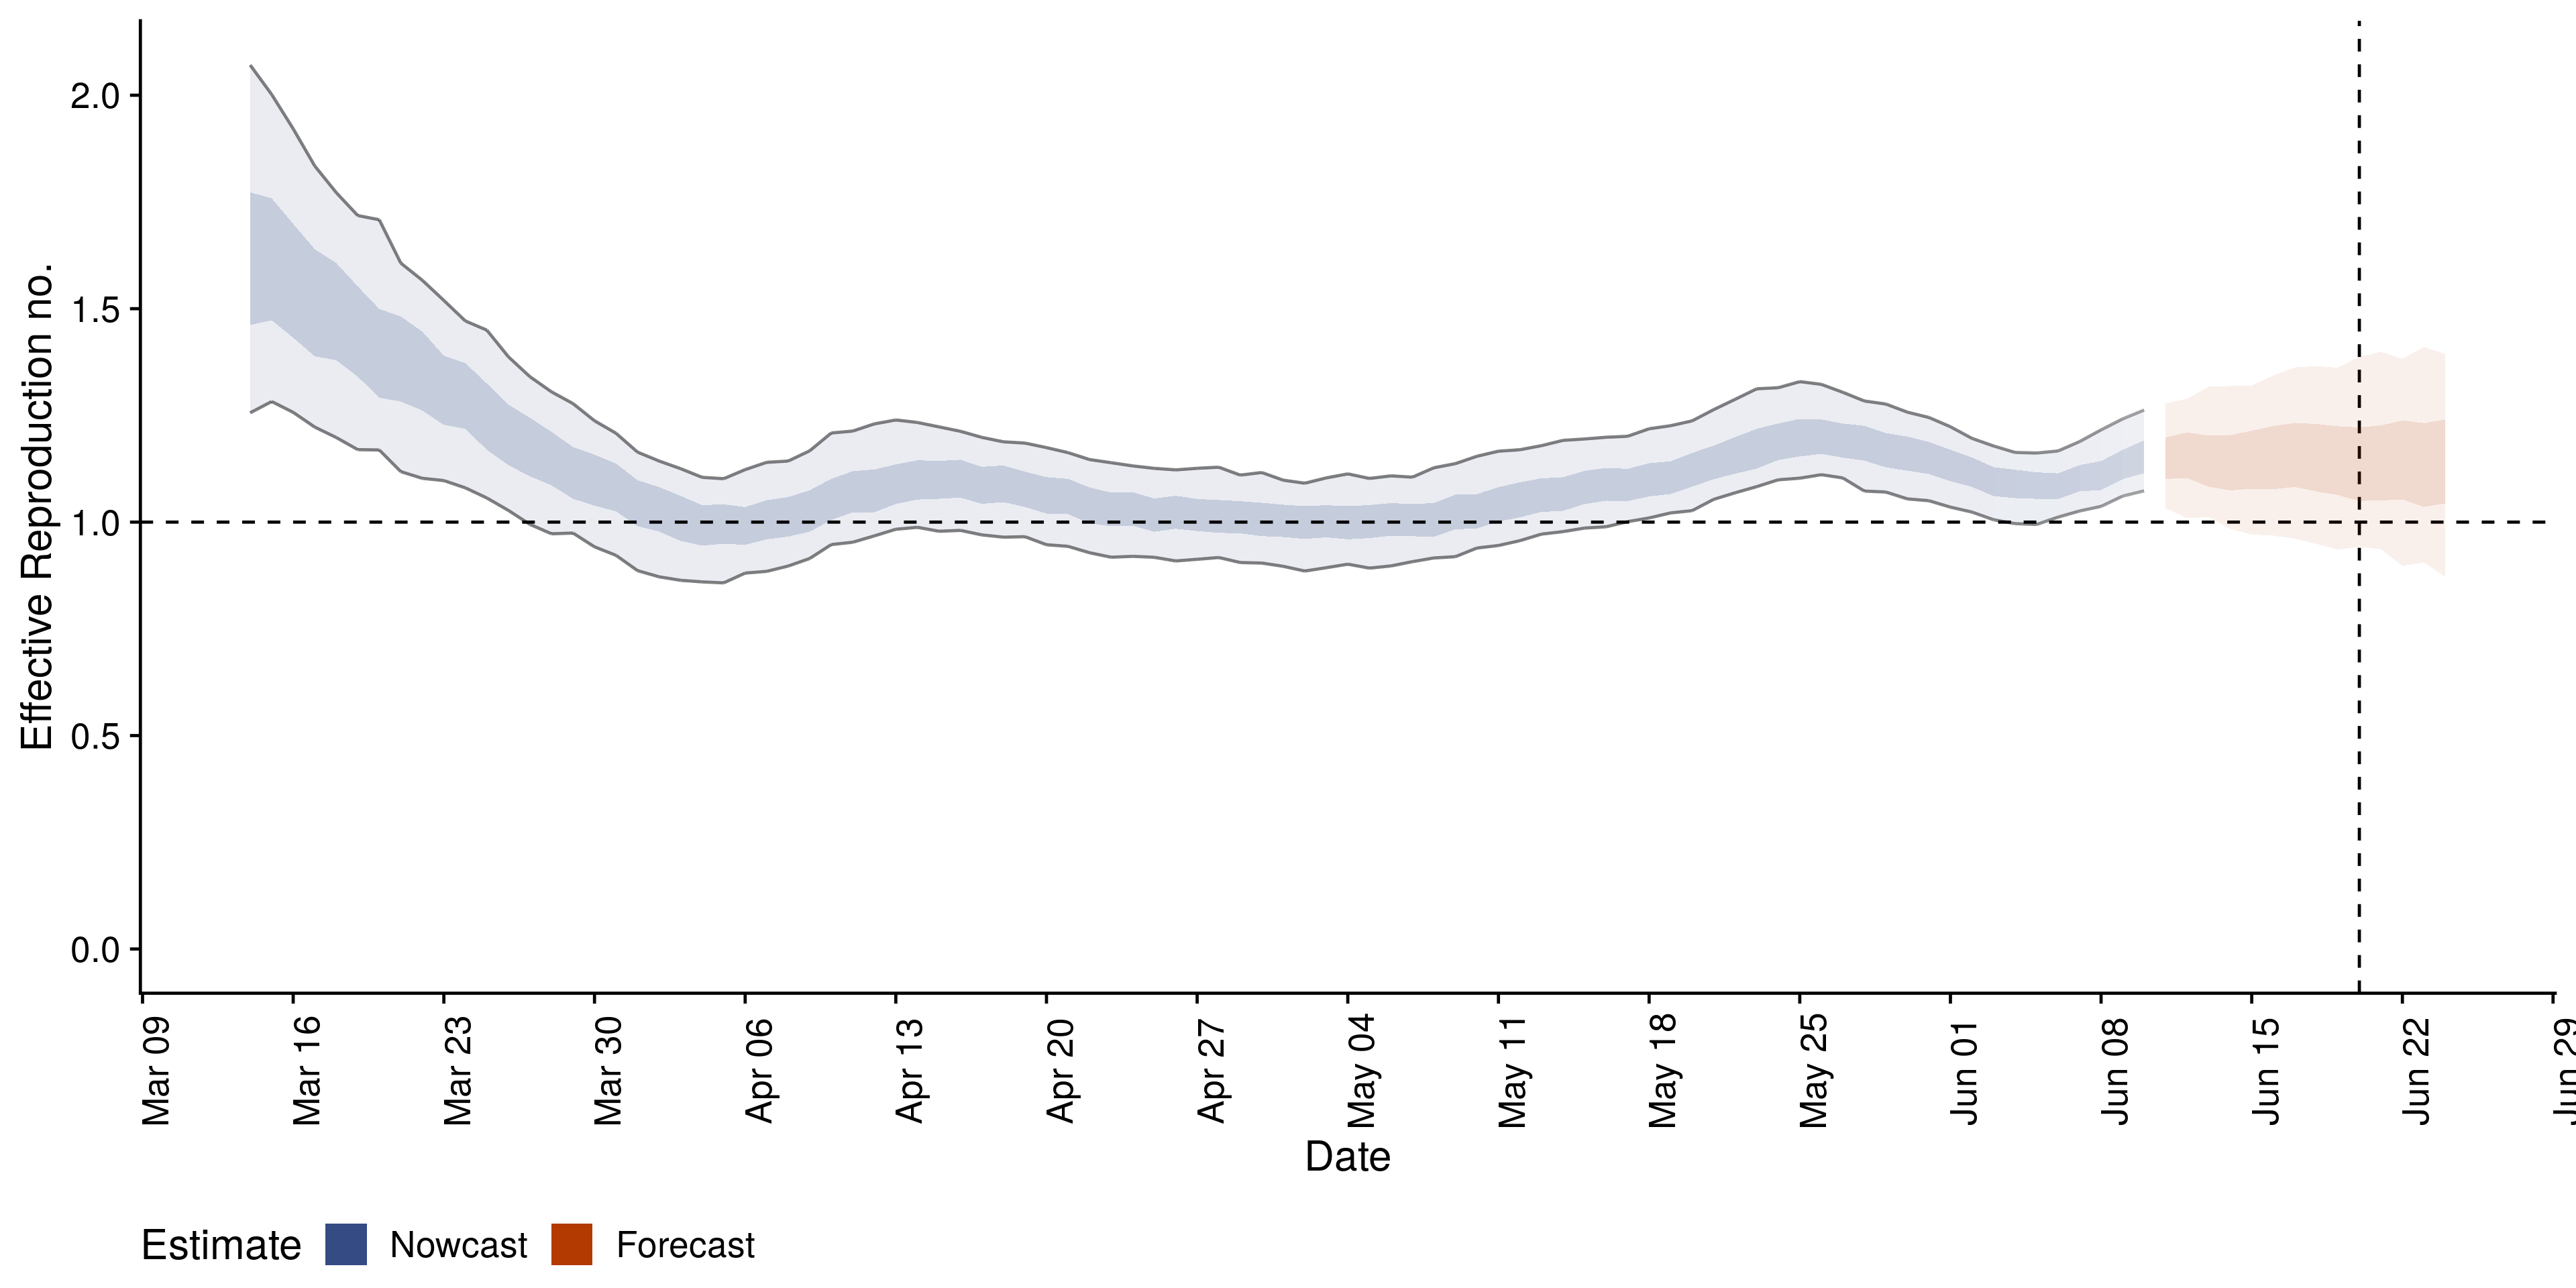 Effective Reproduction no.
2.0
1.5
1.0
0.5
0.0
Mar 09
Mar 16
Mar 23
Mar 30
Apr 06
Apr 13
Apr 20
Apr 27
May 04
May 11
May 18
May 25
Jun 01
Jun 08
Jun 15
Jun 22
Jun 29
Date
Estimate Nowcast Forecast